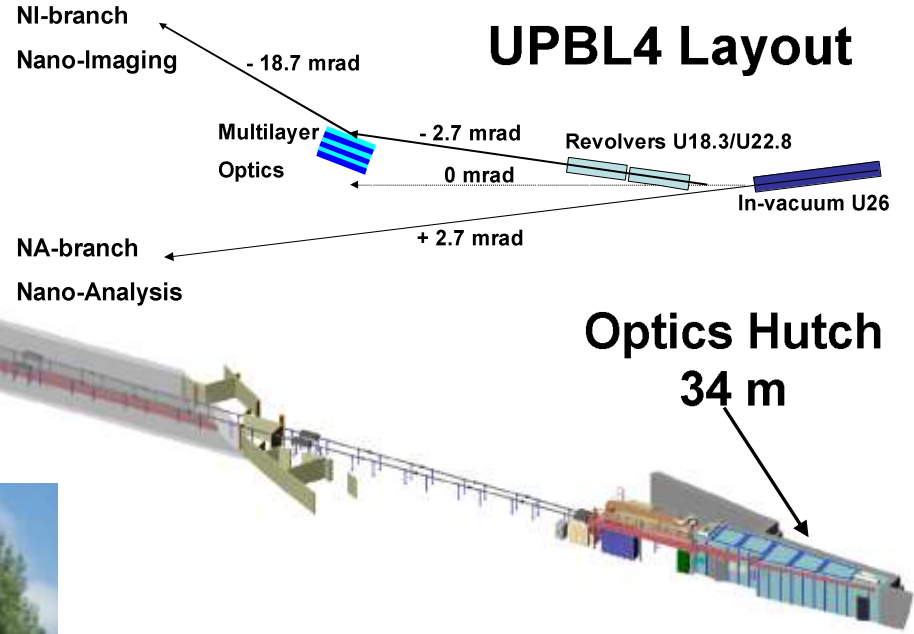 NI-branch
UPBL4 Layout
Nano-Imaging
- 18.7 mrad
Multilayer
- 2.7 mrad
Revolvers U18.3/U22.8
Optics
0 mrad
In-vacuum U26
+ 2.7 mrad
NA-branch
Nano-Analysis
Optics Hutch
34 m